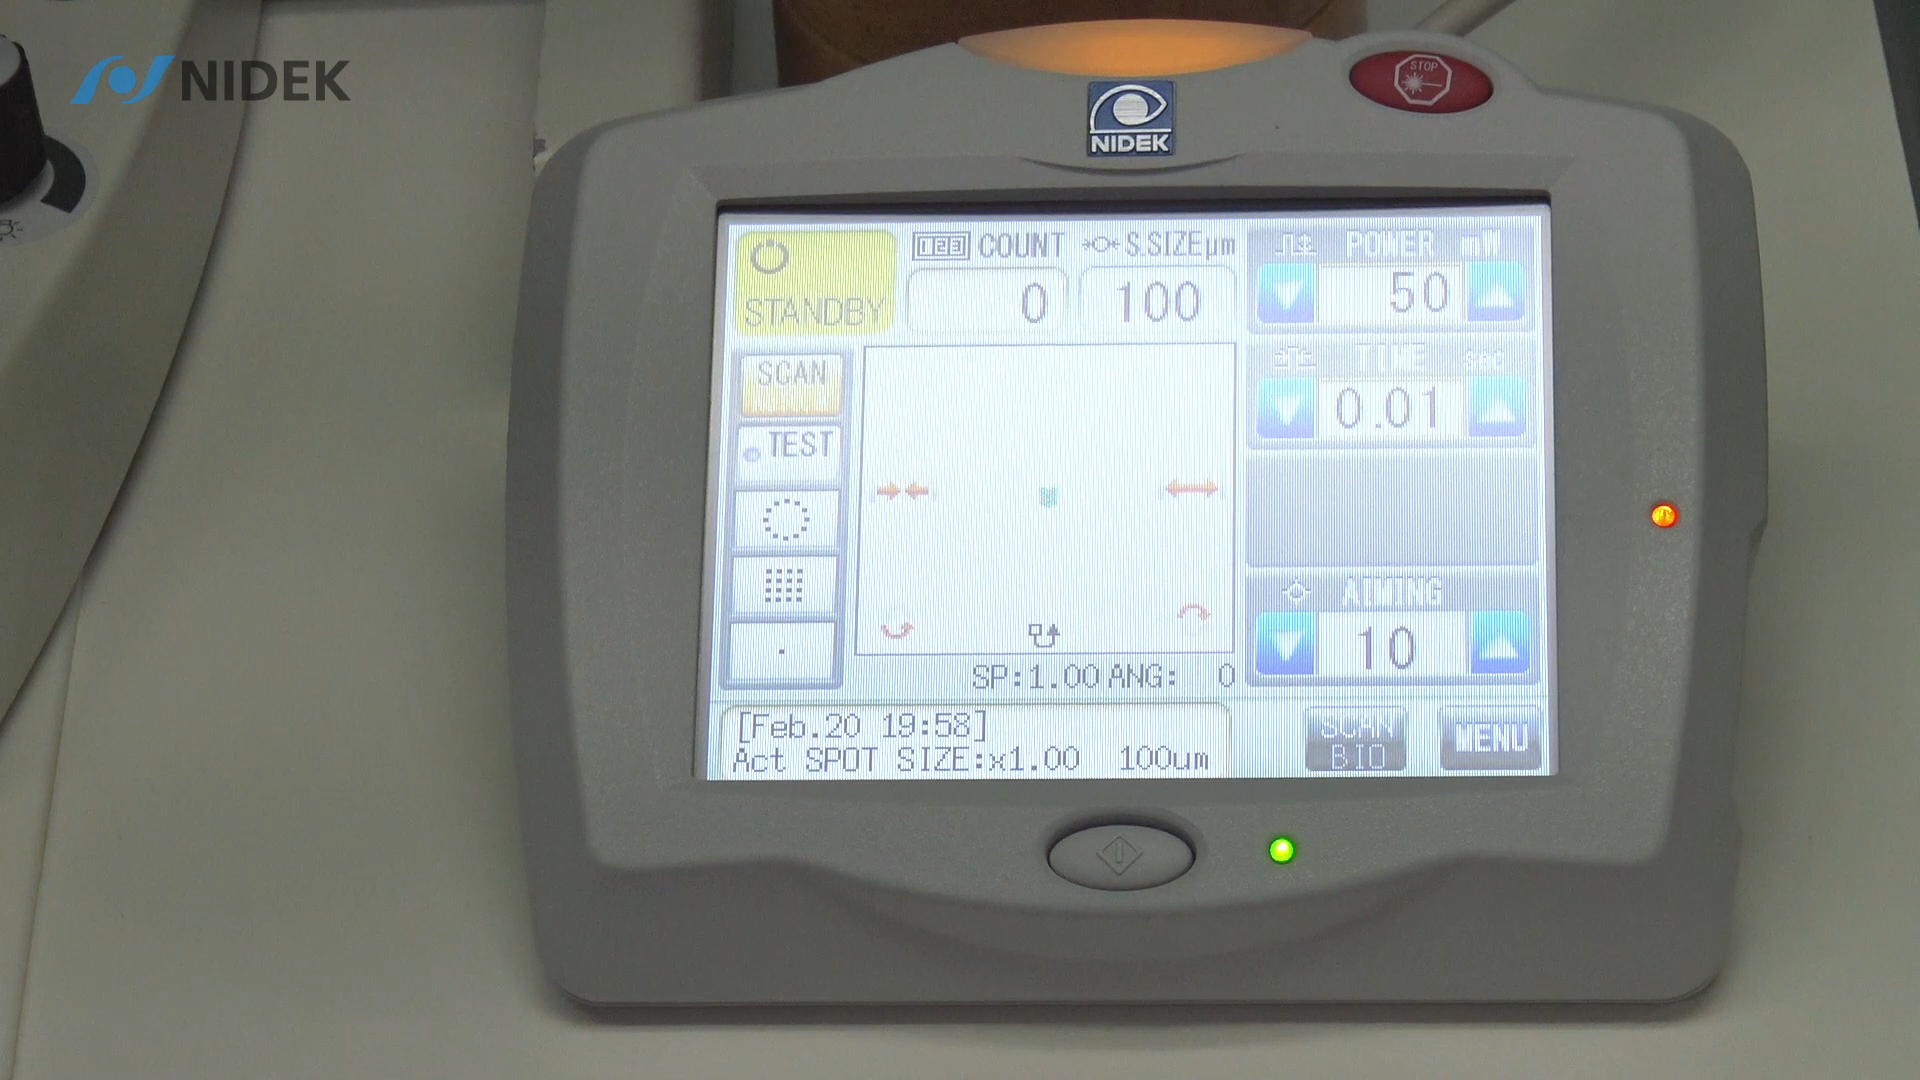 NIDEK
STOP
NIDEK
STANDBY
123 COUNT
0
S.SIZEµm
100
POWER mW
50
TIME sec
0.01
SCAN
TEST
AIMING
10
SP:1.00 ANG: 0
[Feb.20 19:58]
Act SPOT SIZE:x1.00 100um
SCAN
BIO
MENU